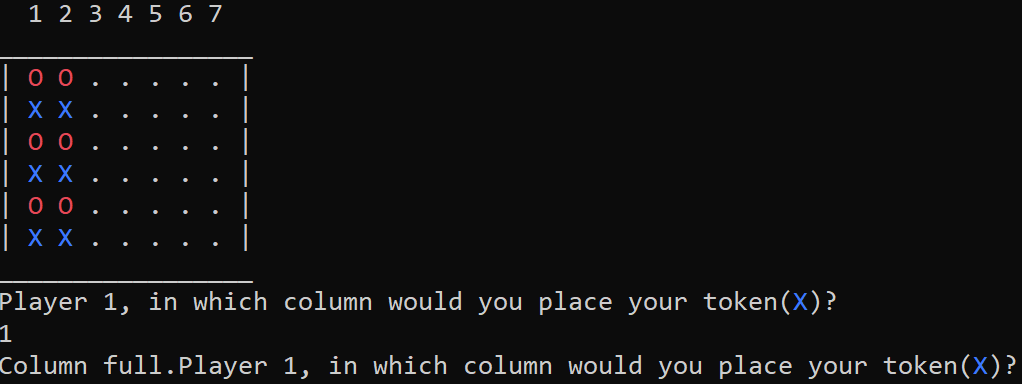 1 2 3 4 5 6 7
_________________
| O O . . . . . |
| X X . . . . . |
| O O . . . . . |
| X X . . . . . |
| O O . . . . . |
| X X . . . . . |
_________________
Player 1, in which column would you place your token(X)?
1
Column full.Player 1, in which column would you place your token(X)?